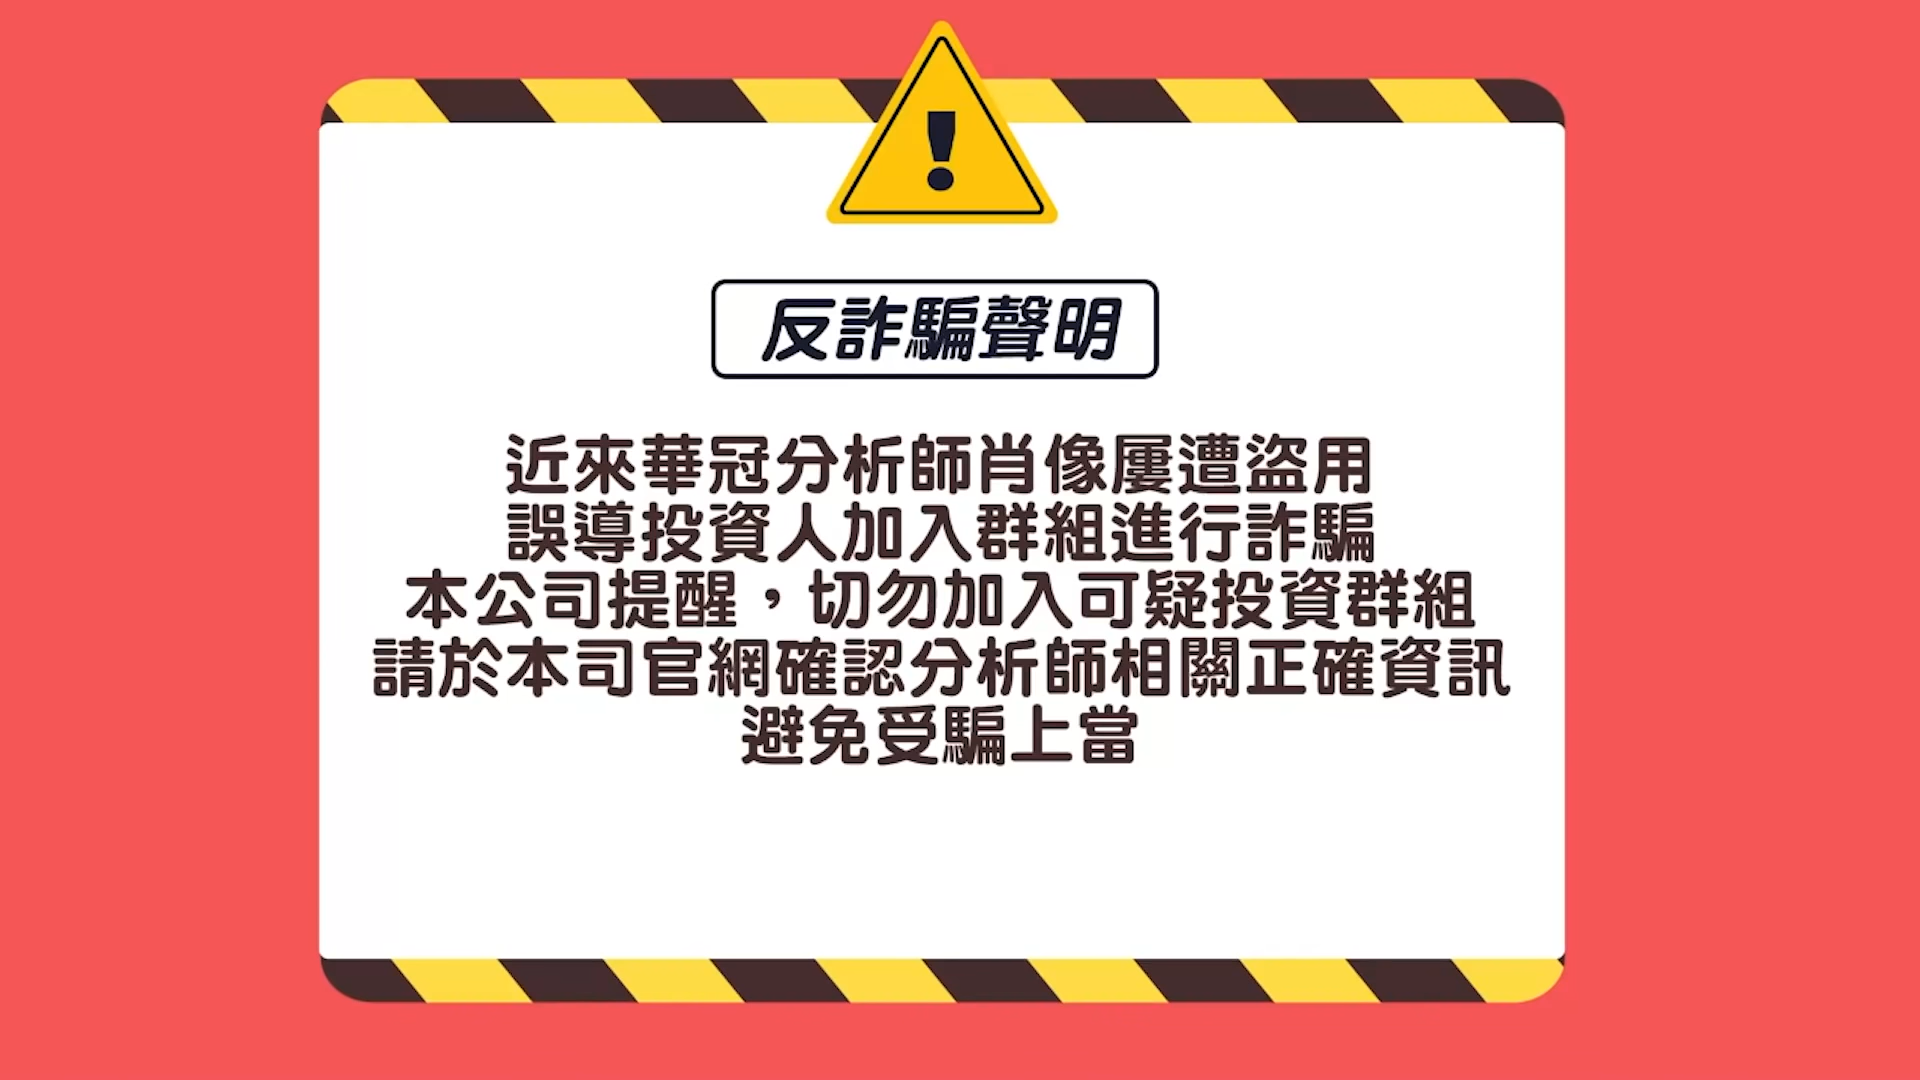 反詐騙聲明
近來華冠分析師肖像屢遭盜用
誤導投資人加入群組進行詐騙
本公司提醒，切勿加入可疑投資群組
請於本司官網確認分析師相關正確資訊
避免受騙上當